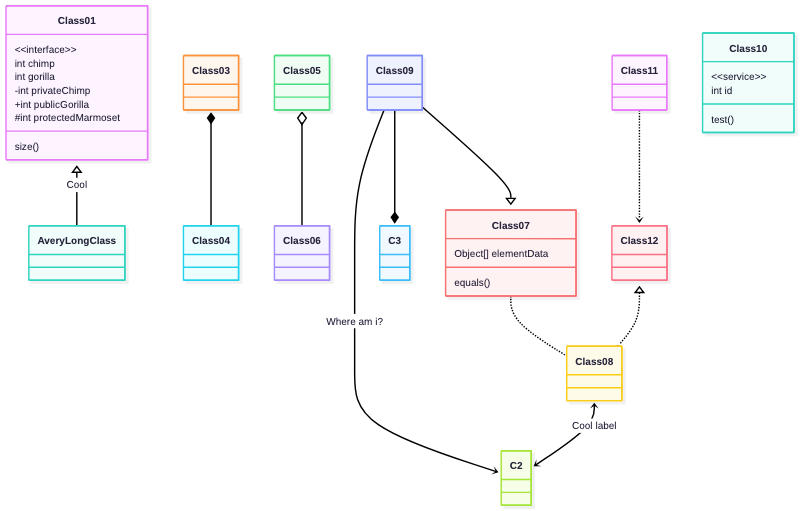 Class01
<<interface>>
int chimp
int gorilla
-int privateChimp
+int publicGorilla
#int protectedMarmoset
size()
Class03
Class05
Class09
Class11
Class10
<<service>>
int id
test()
Cool
AveryLongClass
Class04
Class06
C3
Class07
Object[] elementData
equals()
Class12
Where am i?
Class08
Cool label
C2